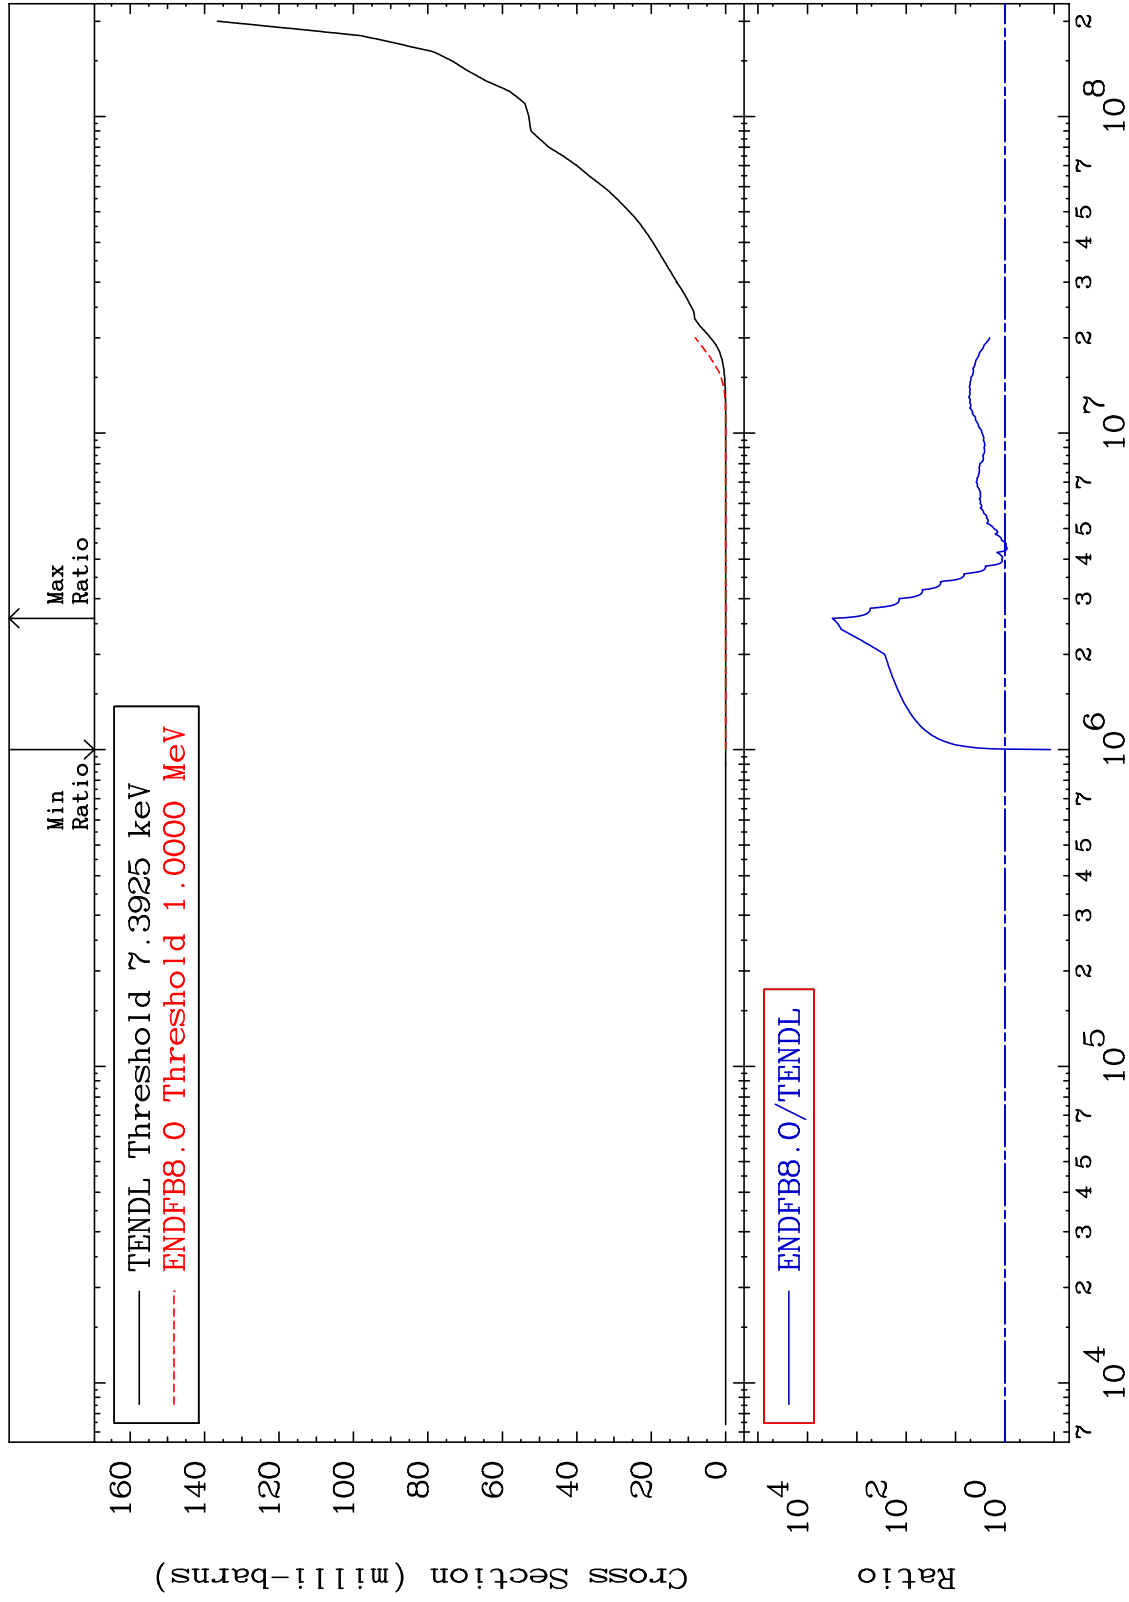 Min
Ratio
Max
Ratio
TENDL Threshold 7.3925 keV
ENDFB8.0 Threshold 1.0000 MeV
160
140
120
100
80
60
40
20
0
Cross Section (milli-barns)
ENDFB8.0/TENDL
10^4
10^2
10^0
Ratio
7 10^4 2 3 4 5 7 10^5 2 3 4 5 7 10^6 2 3 4 5 7 10^7 2 3 4 5 7 10^8 2